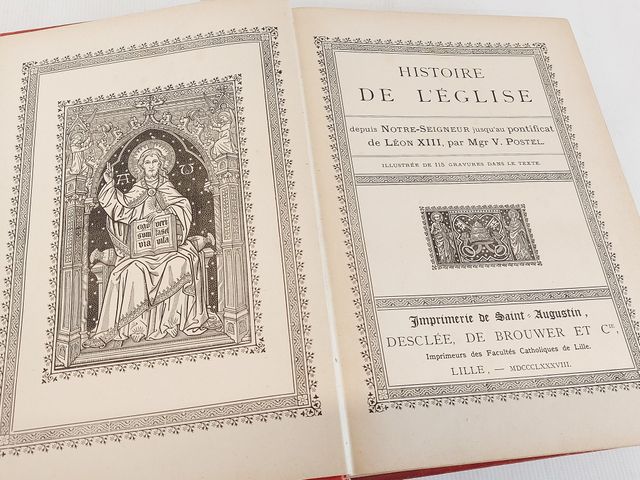 Α Ω
ego veri
sum tas et
via vita
HISTOIRE
DE L'ÉGLISE
depuis NOTRE-SEIGNEUR jusqu'au pontificat
de LÉON XIII, par Mgr V. POSTEL.
ILLUSTRÉE DE 115 GRAVURES DANS LE TEXTE.
Imprimerie de Saint-Augustin,
DESCLÉE, DE BROUWER ET CIE,
Imprimeurs des Facultés Catholiques de Lille.
LILLE, — MDCCCLXXXVIII.